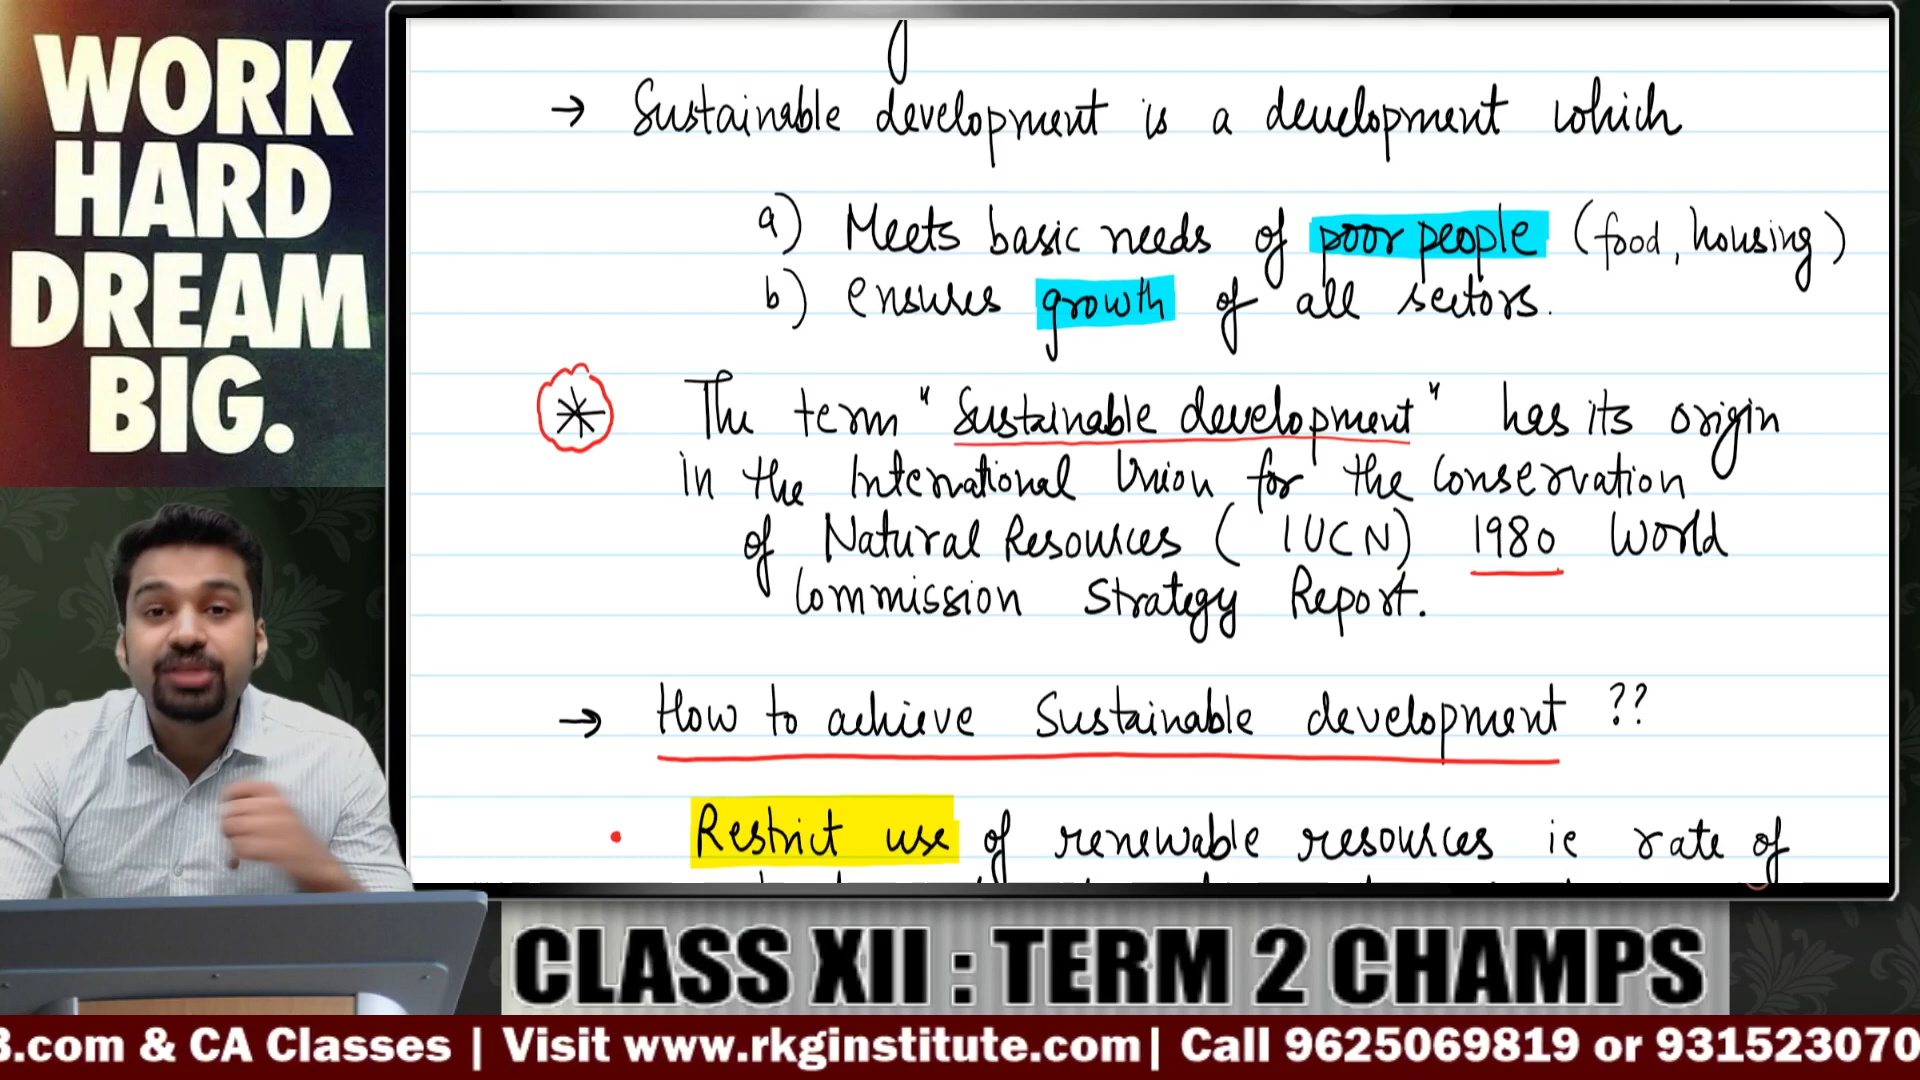 WORK
HARD
DREAM
BIG.
→ Sustainable development is a development which
a) Meets basic needs of poor people (food, housing)
b) ensures growth of all sectors.
* The term "Sustainable development" has its origin
in the International Union for the Conservation
of Natural Resources (IUCN) 1980 World
Commission Strategy Report.
→ How to achieve Sustainable development ??
• Restrict use of renewable resources ie rate of
CLASS XII : TERM 2 CHAMPS
3.com & CA Classes | Visit www.rkginstitute.com| Call 9625069819 or 931523070